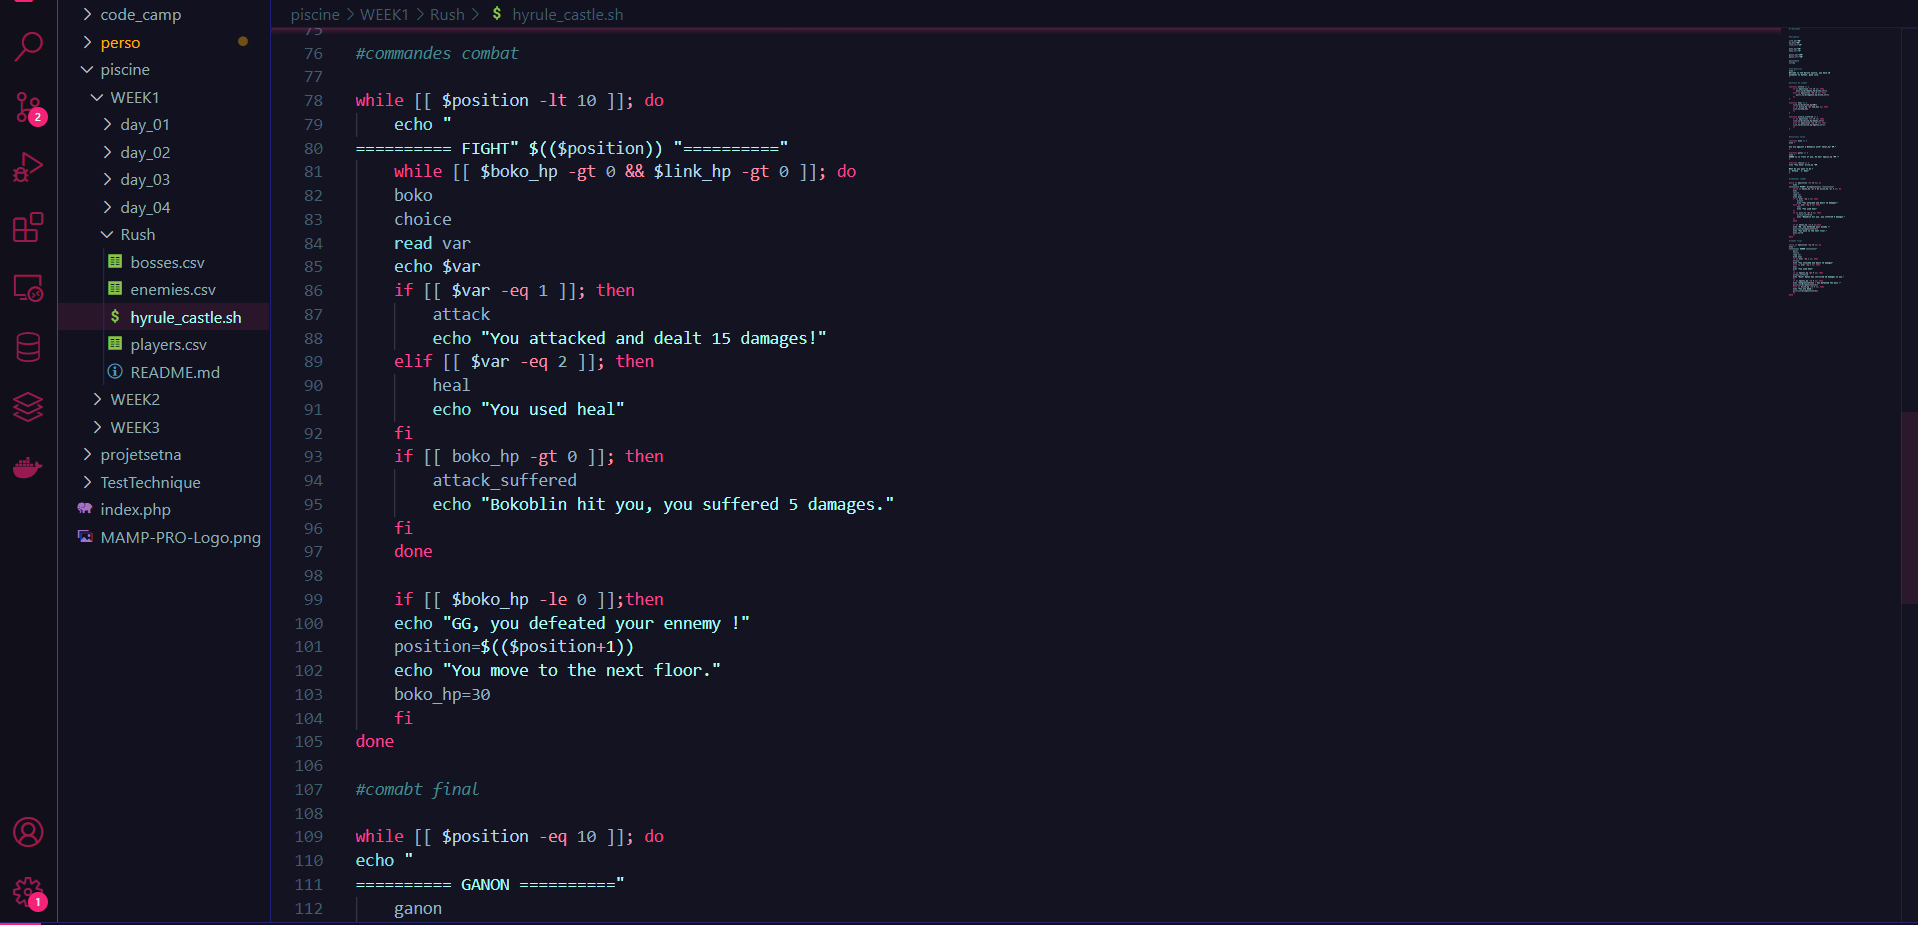 code_camp
perso
piscine
WEEK1
day_01
day_02
day_03
day_04
Rush
bosses.csv
enemies.csv
$ hyrule_castle.sh
players.csv
README.md
WEEK2
WEEK3
projetsetna
TestTechnique
index.php
MAMP-PRO-Logo.png
2
1
piscine > WEEK1 > Rush > $ hyrule_castle.sh
75
76 #commandes combat
77
78 while [[ $position -lt 10 ]]; do
79 echo "
80 ========== FIGHT" $(($position)) "=========="
81 while [[ $boko_hp -gt 0 && $link_hp -gt 0 ]]; do
82 boko
83 choice
84 read var
85 echo $var
86 if [[ $var -eq 1 ]]; then
87 attack
88 echo "You attacked and dealt 15 damages!"
89 elif [[ $var -eq 2 ]]; then
90 heal
91 echo "You used heal"
92 fi
93 if [[ boko_hp -gt 0 ]]; then
94 attack_suffered
95 echo "Bokoblin hit you, you suffered 5 damages."
96 fi
97 done
98
99 if [[ $boko_hp -le 0 ]];then
100 echo "GG, you defeated your ennemy !"
101 position=$(($position+1))
102 echo "You move to the next floor."
103 boko_hp=30
104 fi
105 done
106
107 #comabt final
108
109 while [[ $position -eq 10 ]]; do
110 echo "
111 ========== GANON =========="
112 ganon